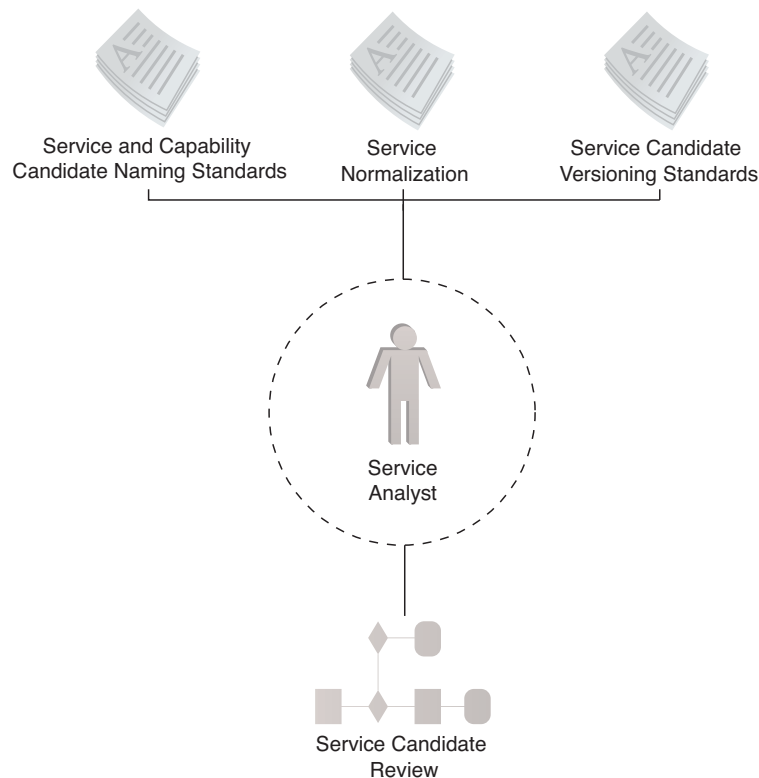 Service and Capability
Candidate Naming Standards
Service
Normalization
Service Candidate
Versioning Standards
Service
Analyst
Service Candidate
Review